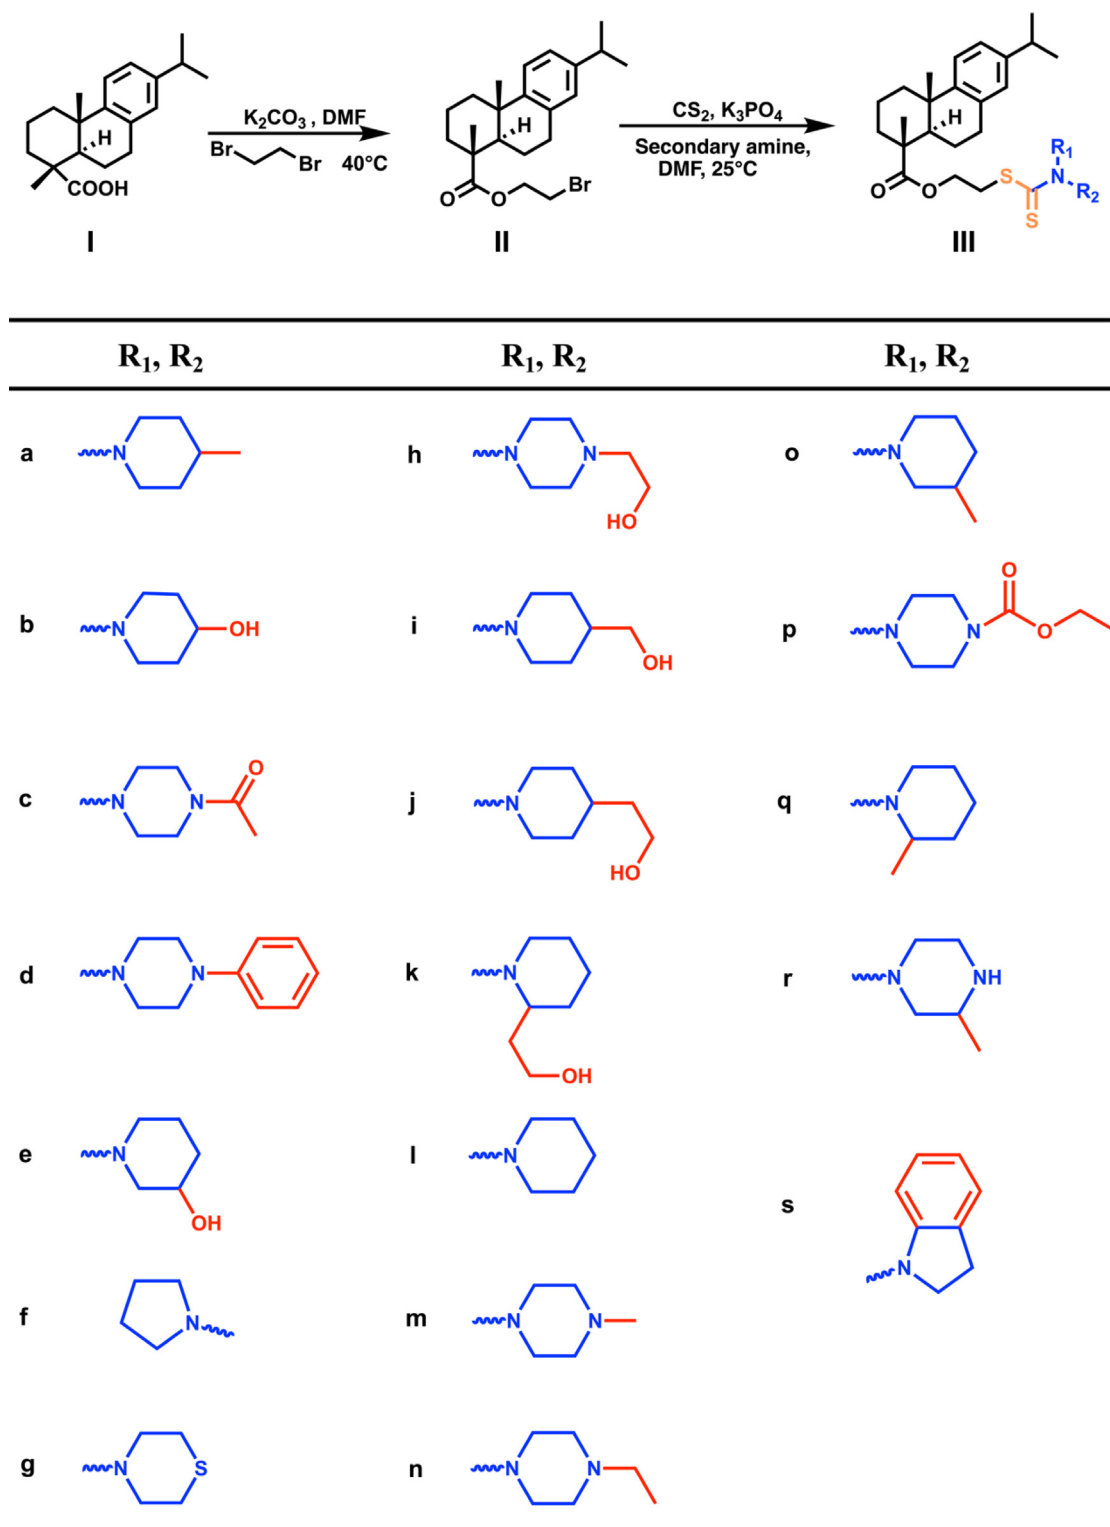 K2CO3 , DMF
Br
Br
40°C
H
COOH
I
H
O
O
Br
II
CS2, K3PO4
Secondary amine,
DMF, 25°C
H
O
O
S
S
N
R1
R2
III
R1, R2 R1, R2 R1, R2
a N h N N HO o N
b N OH i N OH p N N O O
c N N O j N HO q N
d N N k N OH r N NH
e N OH l N s N
f N m N N
g N S n N N